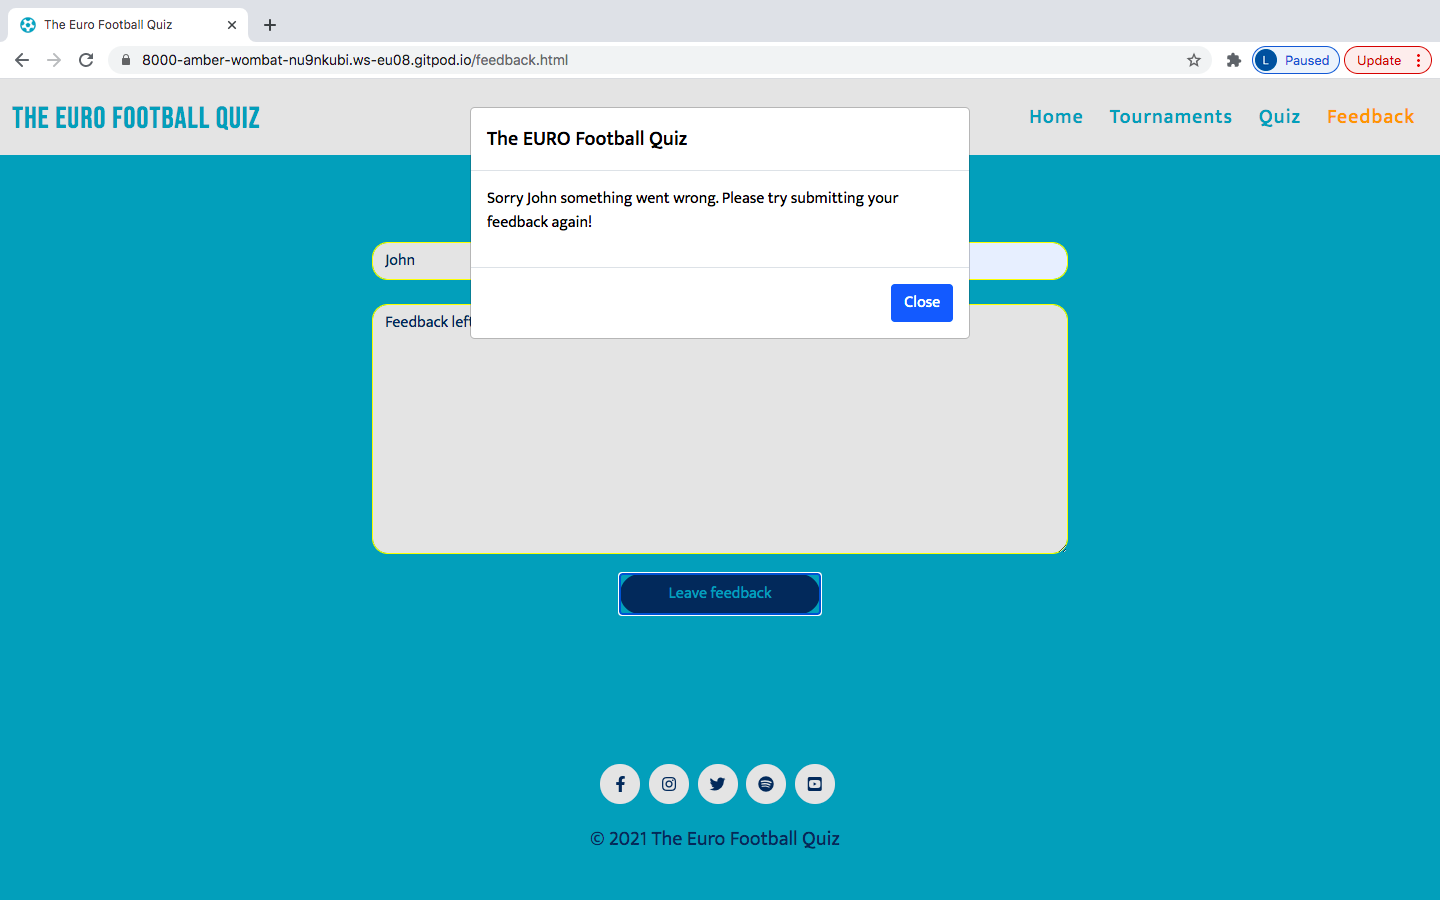 The Euro Football Quiz
8000-amber-wombat-nu9nkubi.ws-eu08.gitpod.io/feedback.html
L Paused
Update
THE EURO FOOTBALL QUIZ
Home Tournaments Quiz Feedback
The EURO Football Quiz
Sorry John something went wrong. Please try submitting your
feedback again!
Close
John
Feedback left
Leave feedback
© 2021 The Euro Football Quiz